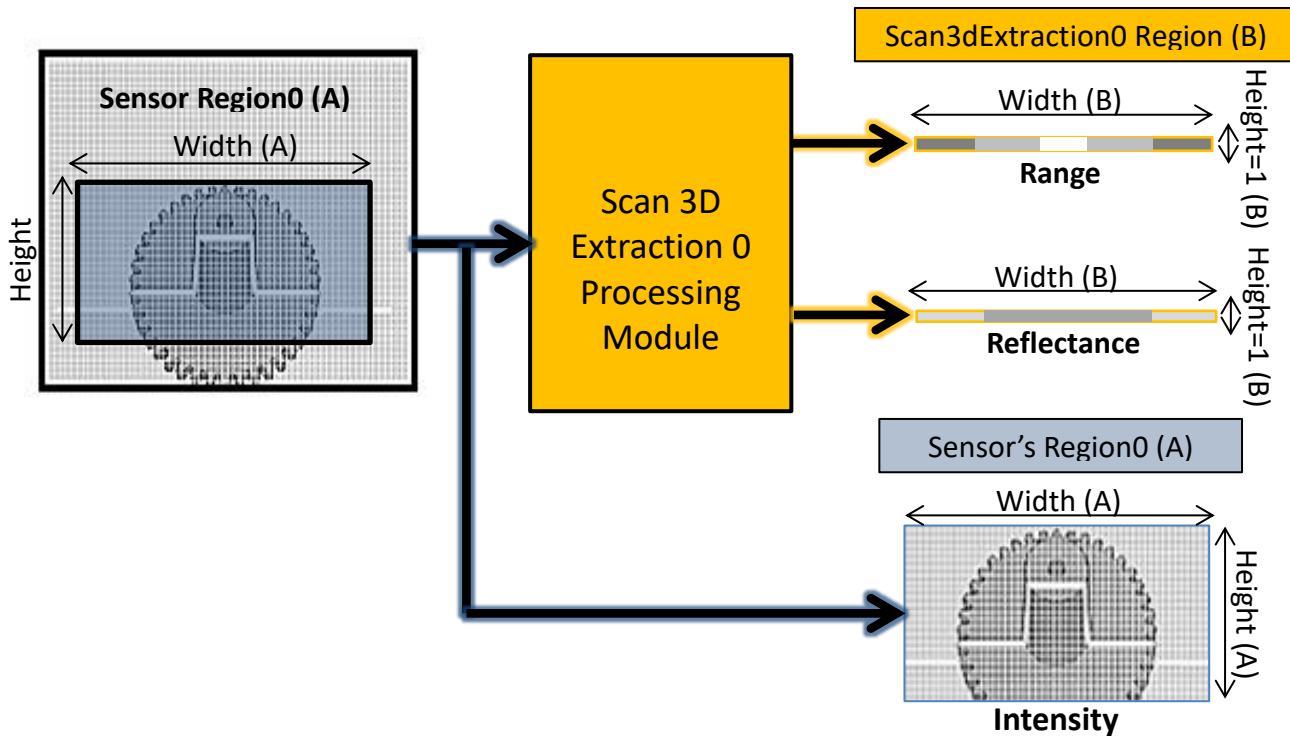 Sensor Region0 (A)
Width (A)
Height
Scan 3D
Extraction 0
Processing
Module
Scan3dExtraction0 Region (B)
Width (B)
Height=1 (B)
Range
Width (B)
Height=1 (B)
Reflectance
Sensor’s Region0 (A)
Width (A)
Height (A)
Intensity